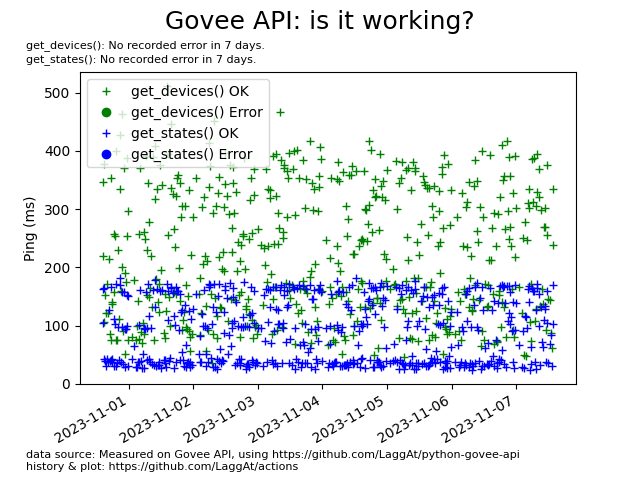 Govee API: is it working?
get_devices(): No recorded error in 7 days.
get_states(): No recorded error in 7 days.
get_devices() OK
get_devices() Error
get_states() OK
get_states() Error
Ping (ms)
500
400
300
200
100
0
2023-11-01
2023-11-02
2023-11-03
2023-11-04
2023-11-05
2023-11-06
2023-11-07
data source: Measured on Govee API, using https://github.com/LaggAt/python-govee-api
history & plot: https://github.com/LaggAt/actions